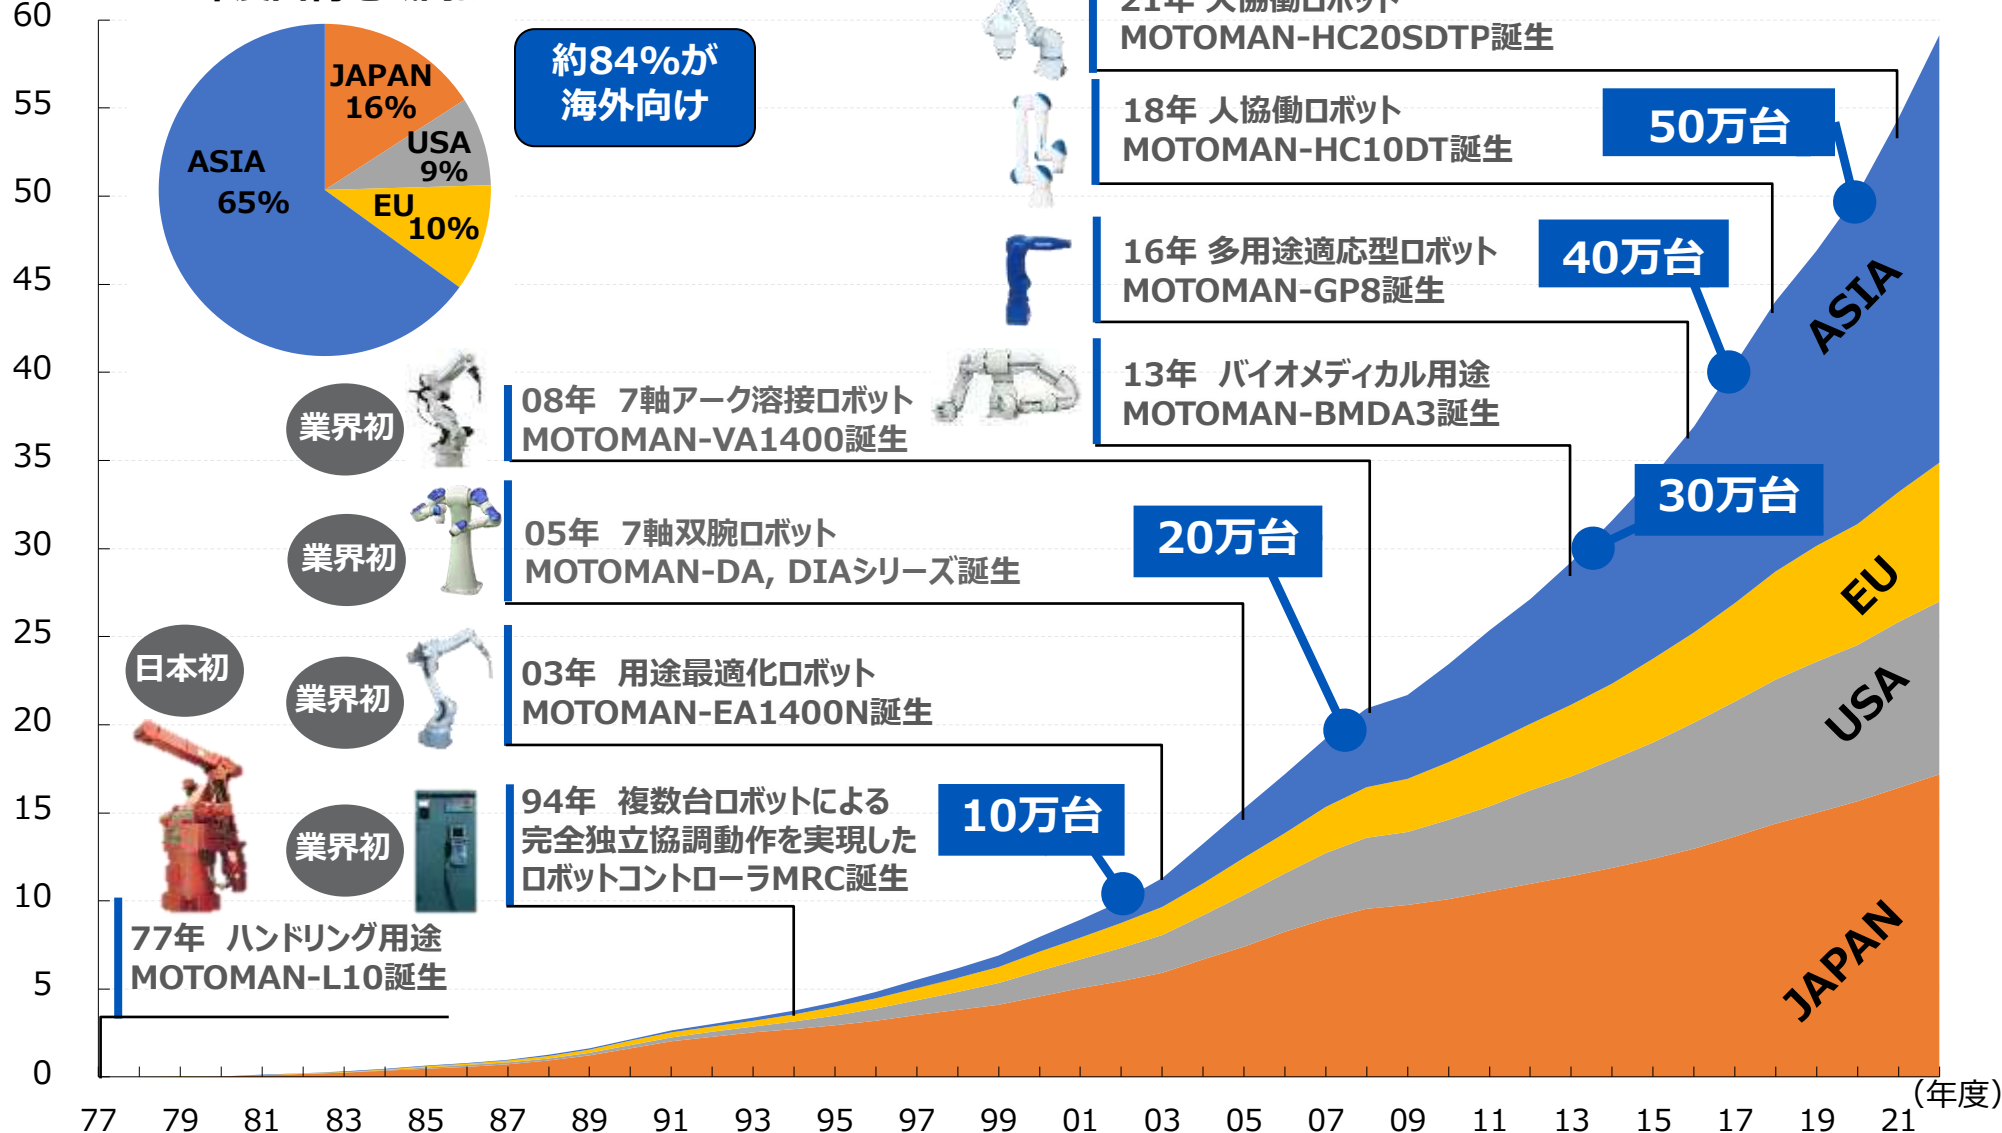 60
55
50
45
40
35
30
25
20
15
10
5
0
JAPAN
16%
USA
9%
EU
10%
ASIA
65%
約84%が
海外向け
21年 人協働ロボット
MOTOMAN-HC20SDTP誕生
18年 人協働ロボット
MOTOMAN-HC10DT誕生
16年 多用途適応型ロボット
MOTOMAN-GP8誕生
13年 バイオメディカル用途
MOTOMAN-BMDA3誕生
業界初
08年 7軸アーク溶接ロボット
MOTOMAN-VA1400誕生
業界初
05年 7軸双腕ロボット
MOTOMAN-DA, DIAシリーズ誕生
業界初
03年 用途最適化ロボット
MOTOMAN-EA1400N誕生
業界初
94年 複数台ロボットによる
完全独立協調動作を実現した
ロボットコントローラMRC誕生
日本初
77年 ハンドリング用途
MOTOMAN-L10誕生
10万台
20万台
30万台
40万台
50万台
ASIA
EU
USA
JAPAN
77 79 81 83 85 87 89 91 93 95 97 99 01 03 05 07 09 11 13 15 17 19 21
(年度)